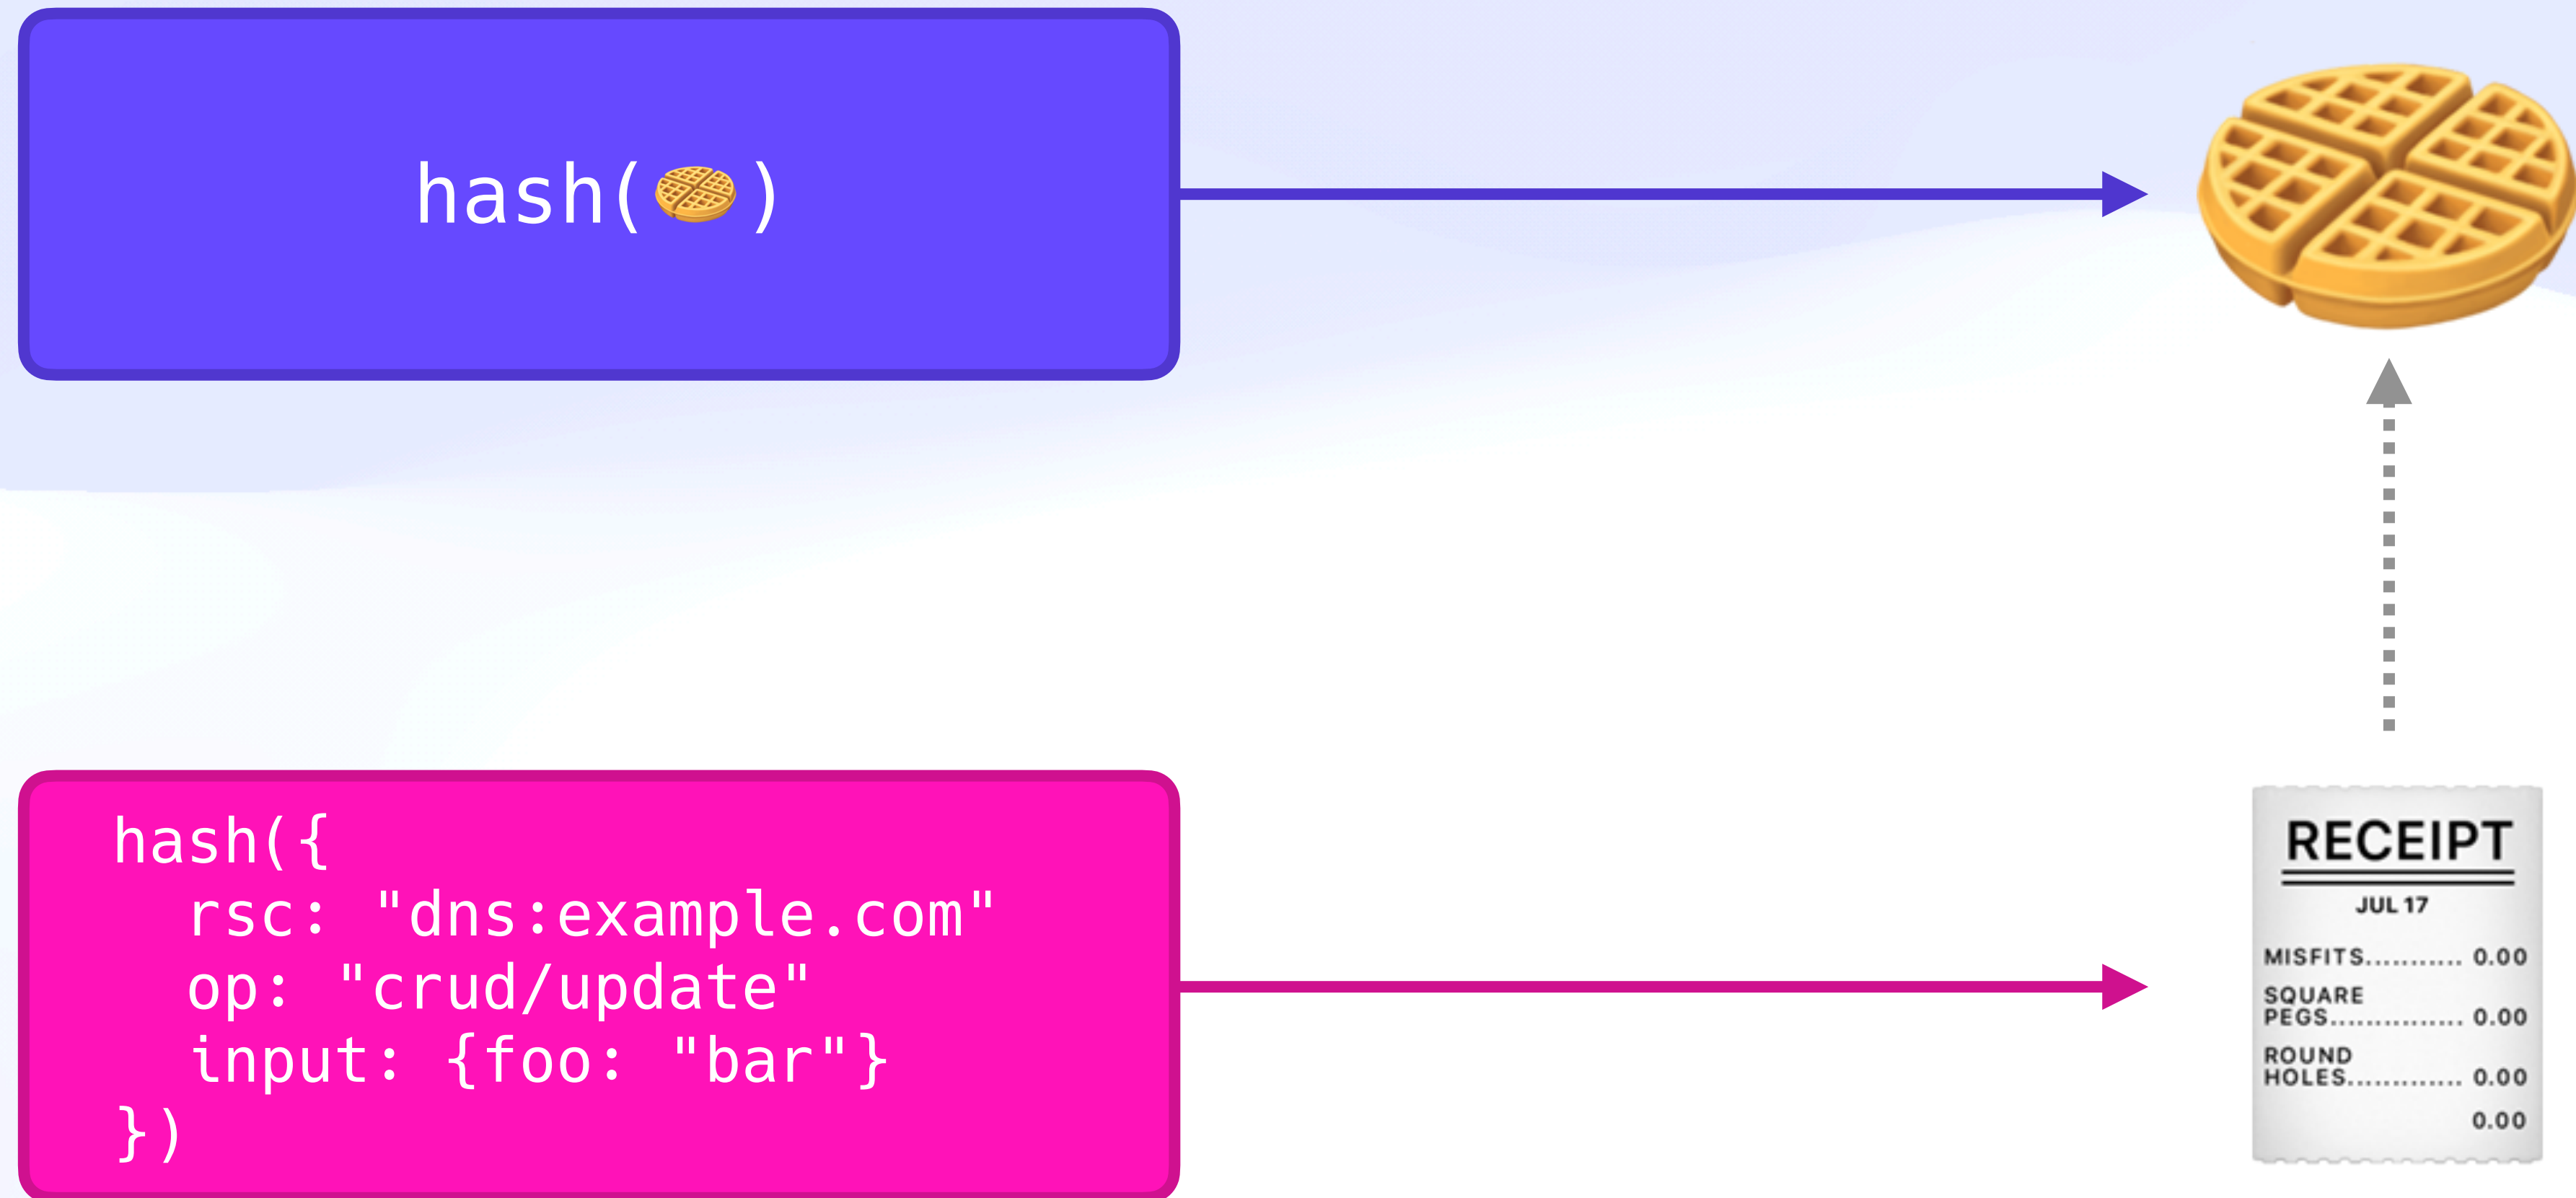 hash(🧇)
hash({
  rsc: "dns:example.com"
  op: "crud/update"
  input: {foo: "bar"}
})
RECEIPT
JUL 17
MISFITS........... 0.00
SQUARE
PEGS............... 0.00
ROUND
HOLES............. 0.00
0.00